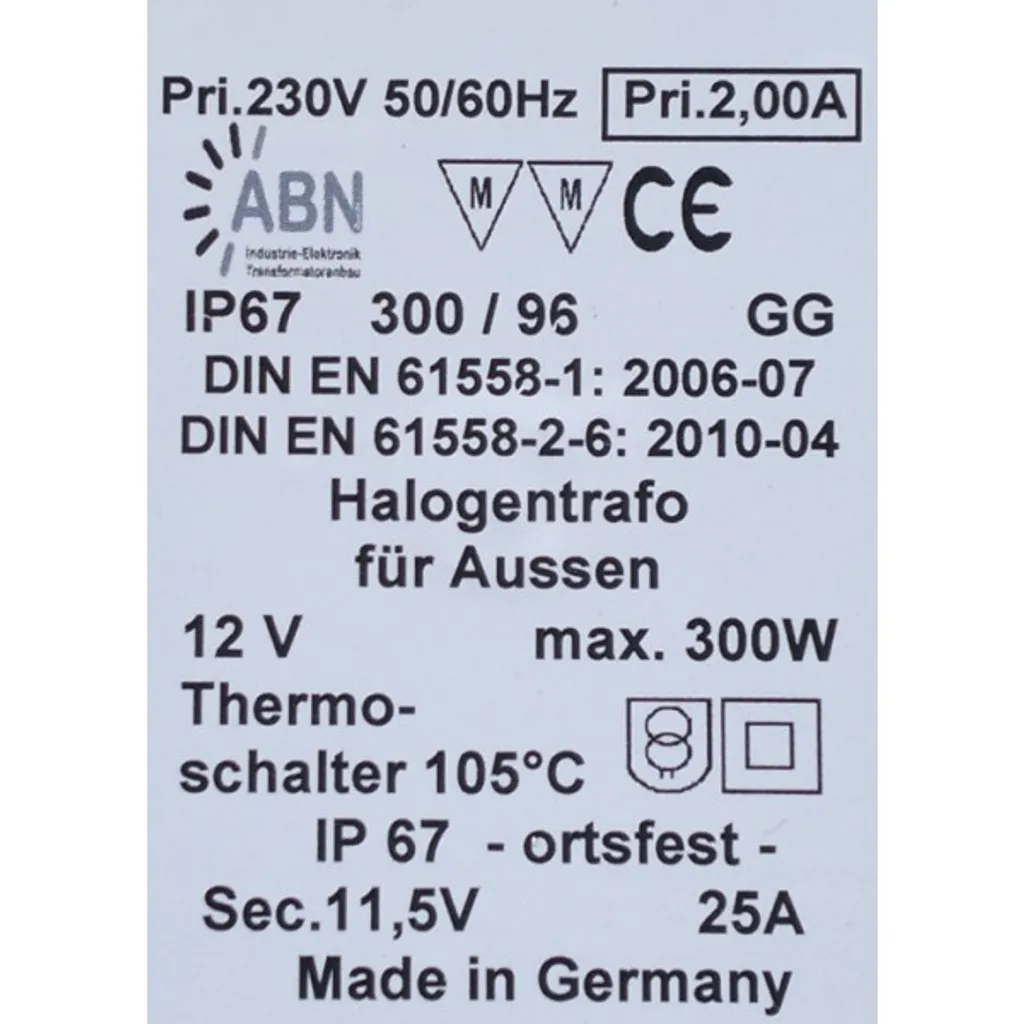 Pri.230V 50/60Hz Pri.2,00A
ABN
Industrie-Elektronik
Transformatorenbau
M M CE
IP67 300 / 96 GG
DIN EN 61558-1: 2006-07
DIN EN 61558-2-6: 2010-04
Halogentrafo
für Aussen
12 V max. 300W
Thermo-
schalter 105°C
IP 67 - ortsfest -
Sec.11,5V 25A
Made in Germany